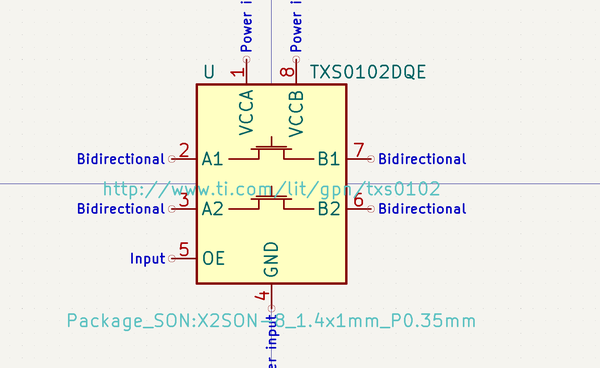 Power i
Power i
U
TXS0102DQE
1
8
VCCA
VCCB
Bidirectional
2
A1
B1
7
Bidirectional
http://www.ti.com/lit/gpn/txs0102
Bidirectional
3
A2
B2
6
Bidirectional
Input
5
OE
GND
4
Package_SON:X2SON-8_1.4x1mm_P0.35mm
er input